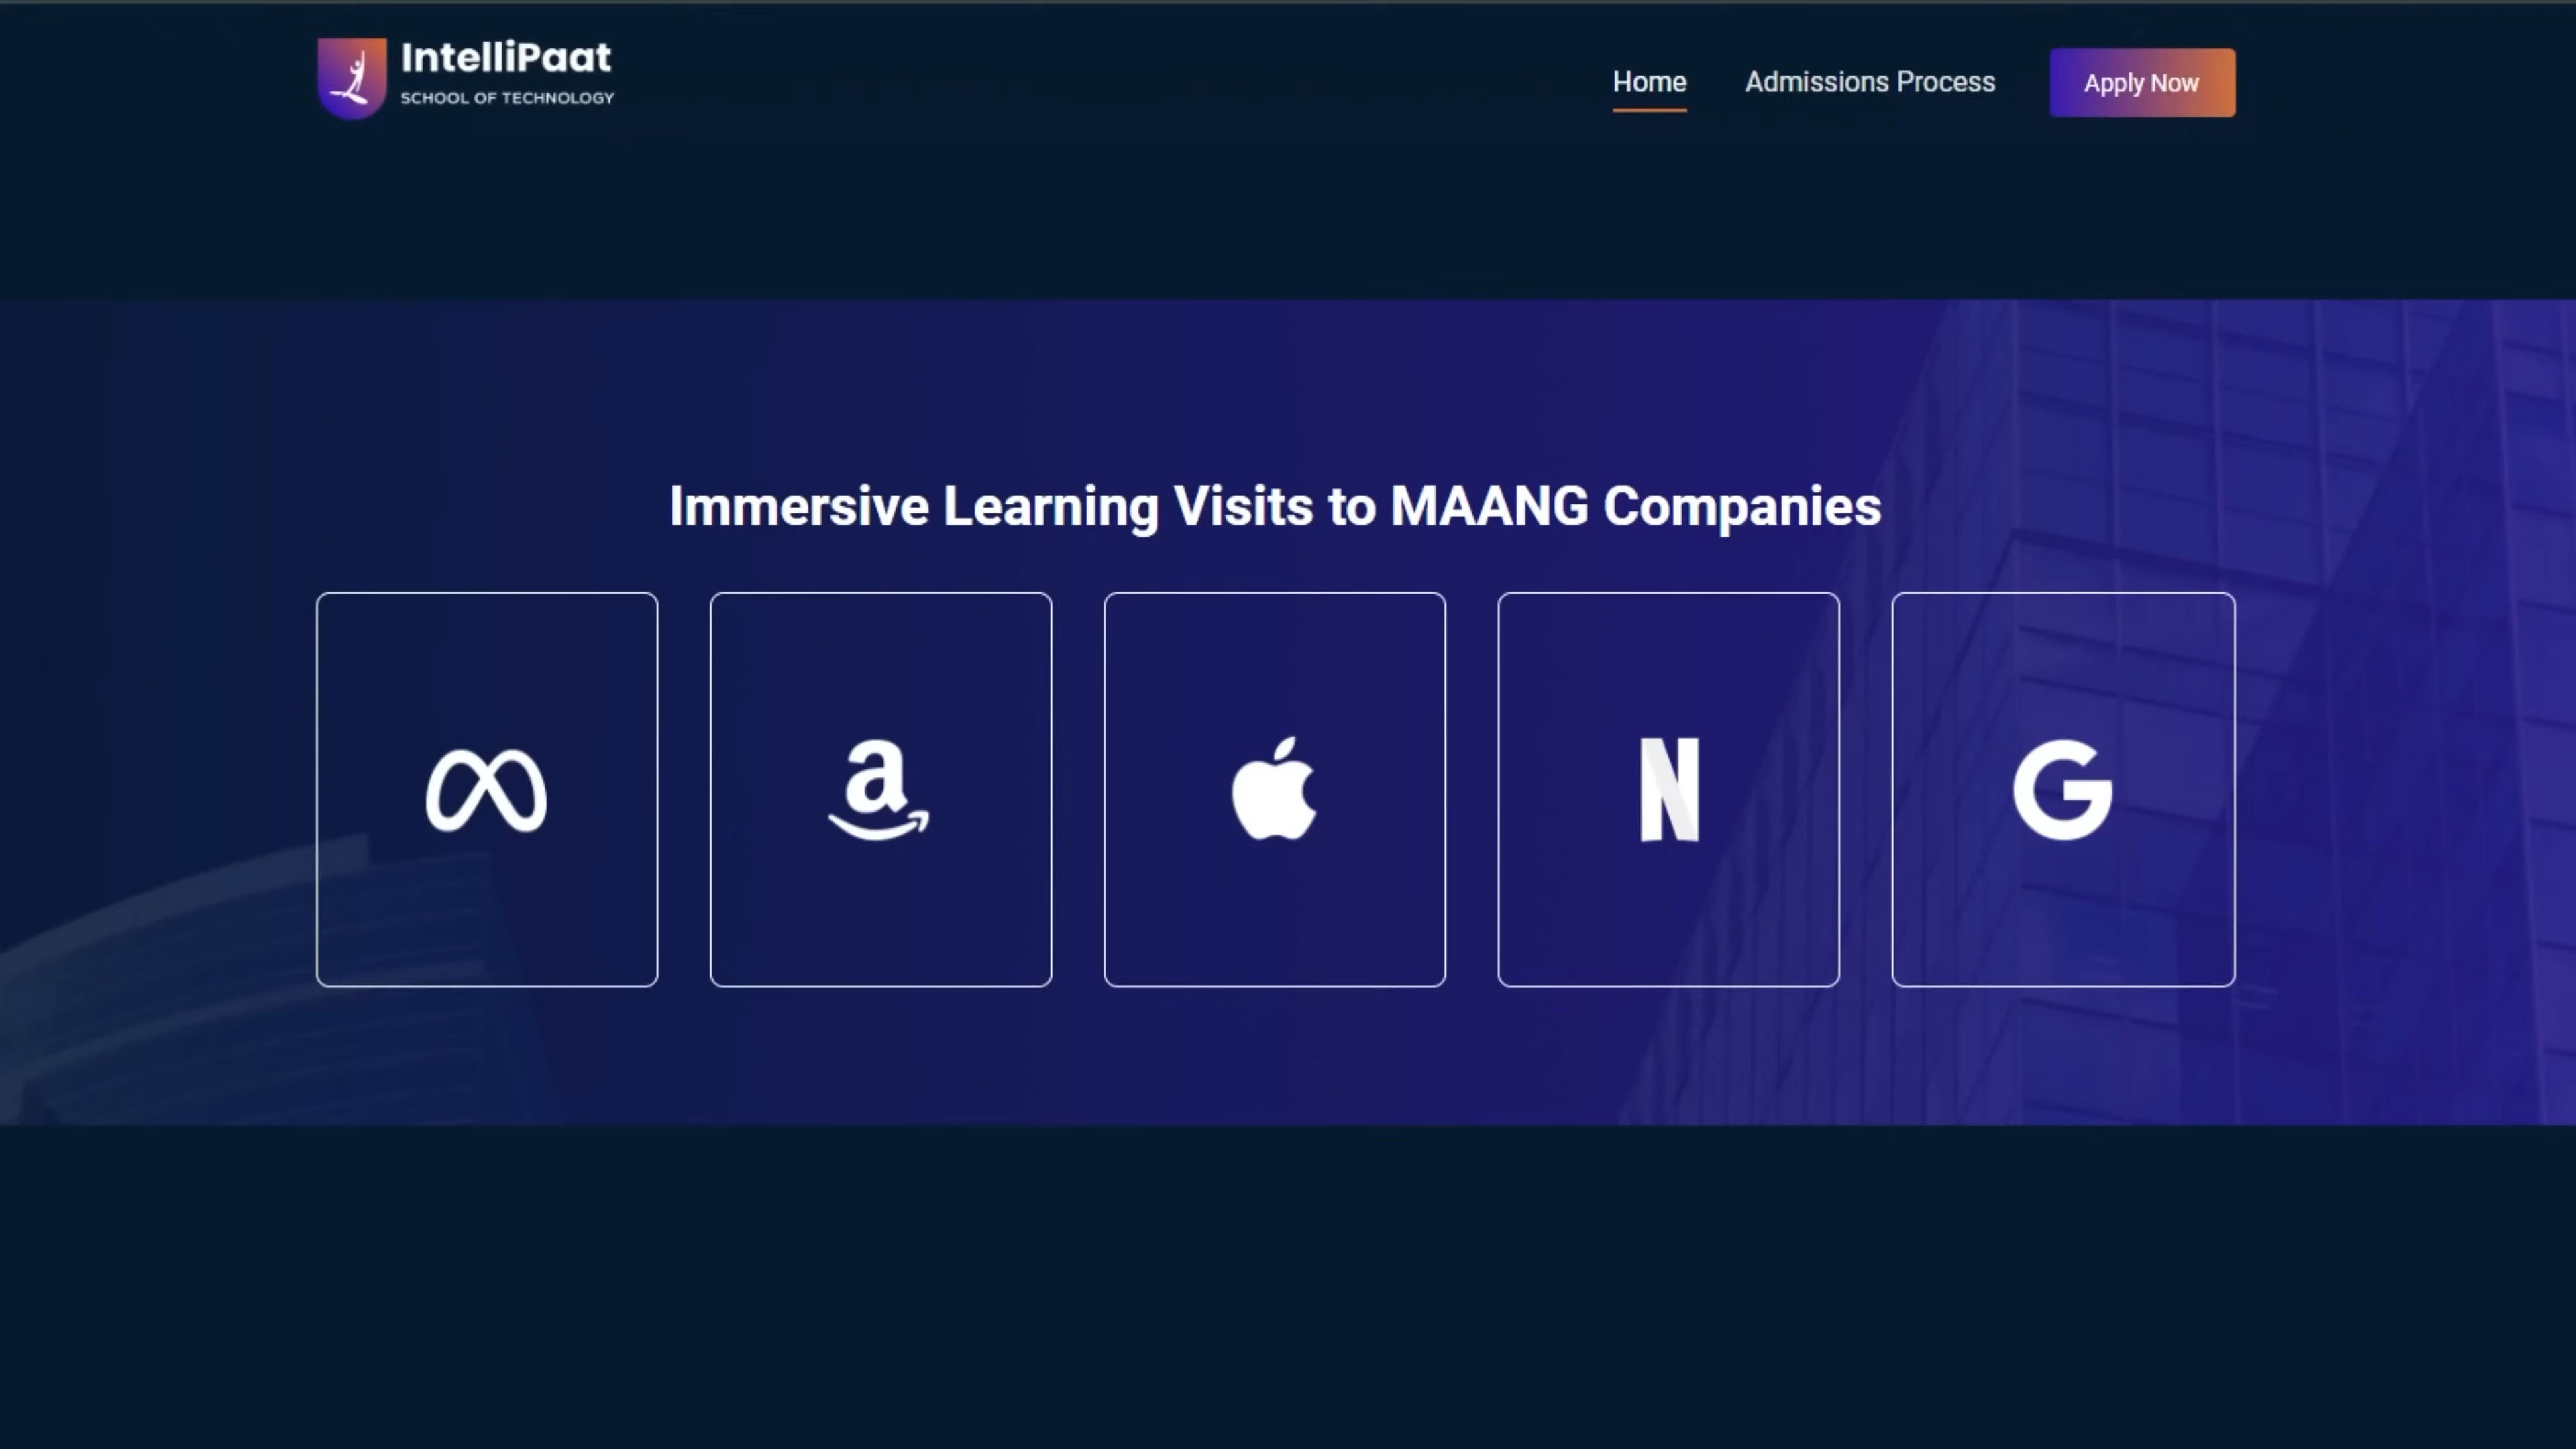 IntelliPaat
SCHOOL OF TECHNOLOGY
Home
Admissions Process
Apply Now
Immersive Learning Visits to MAANG Companies